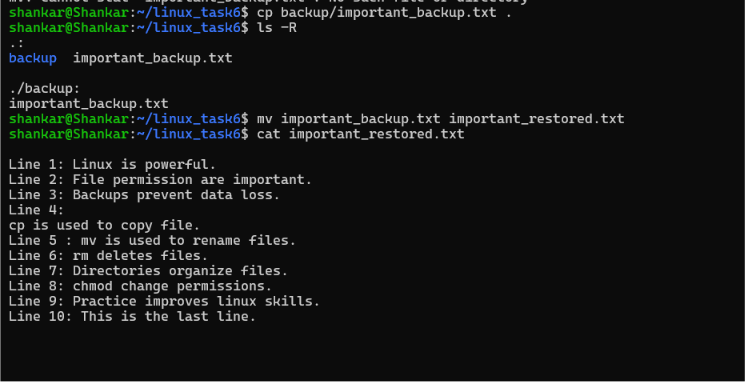 shankar@Shankar:~/linux_task6$ cp backup/important_backup.txt .
shankar@Shankar:~/linux_task6$ ls -R
.:
backup  important_backup.txt

./backup:
important_backup.txt
shankar@Shankar:~/linux_task6$ mv important_backup.txt important_restored.txt
shankar@Shankar:~/linux_task6$ cat important_restored.txt

Line 1: Linux is powerful.
Line 2: File permission are important.
Line 3: Backups prevent data loss.
Line 4:
cp is used to copy file.
Line 5 : mv is used to rename files.
Line 6: rm deletes files.
Line 7: Directories organize files.
Line 8: chmod change permissions.
Line 9: Practice improves linux skills.
Line 10: This is the last line.